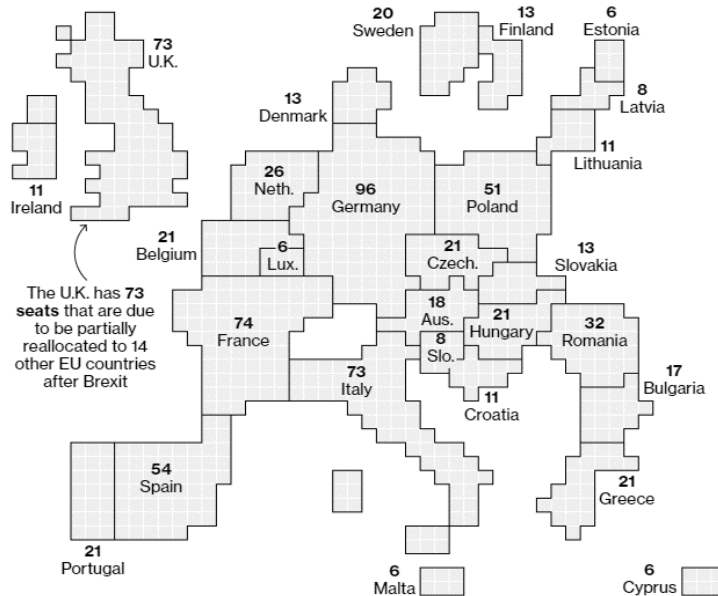 20
Sweden
13
Finland
6
Estonia
73
U.K.
13
Denmark
8
Latvia
11
Lithuania
26
Neth.
96
Germany
51
Poland
11
Ireland
21
Belgium
6
Lux.
21
Czech.
13
Slovakia
The U.K. has 73
seats that are due
to be partially
reallocated to 14
other EU countries
after Brexit
74
France
18
Aus.
21
Hungary
32
Romania
8
Slo.
73
Italy
11
Croatia
17
Bulgaria
54
Spain
21
Greece
21
Portugal
6
Malta
6
Cyprus